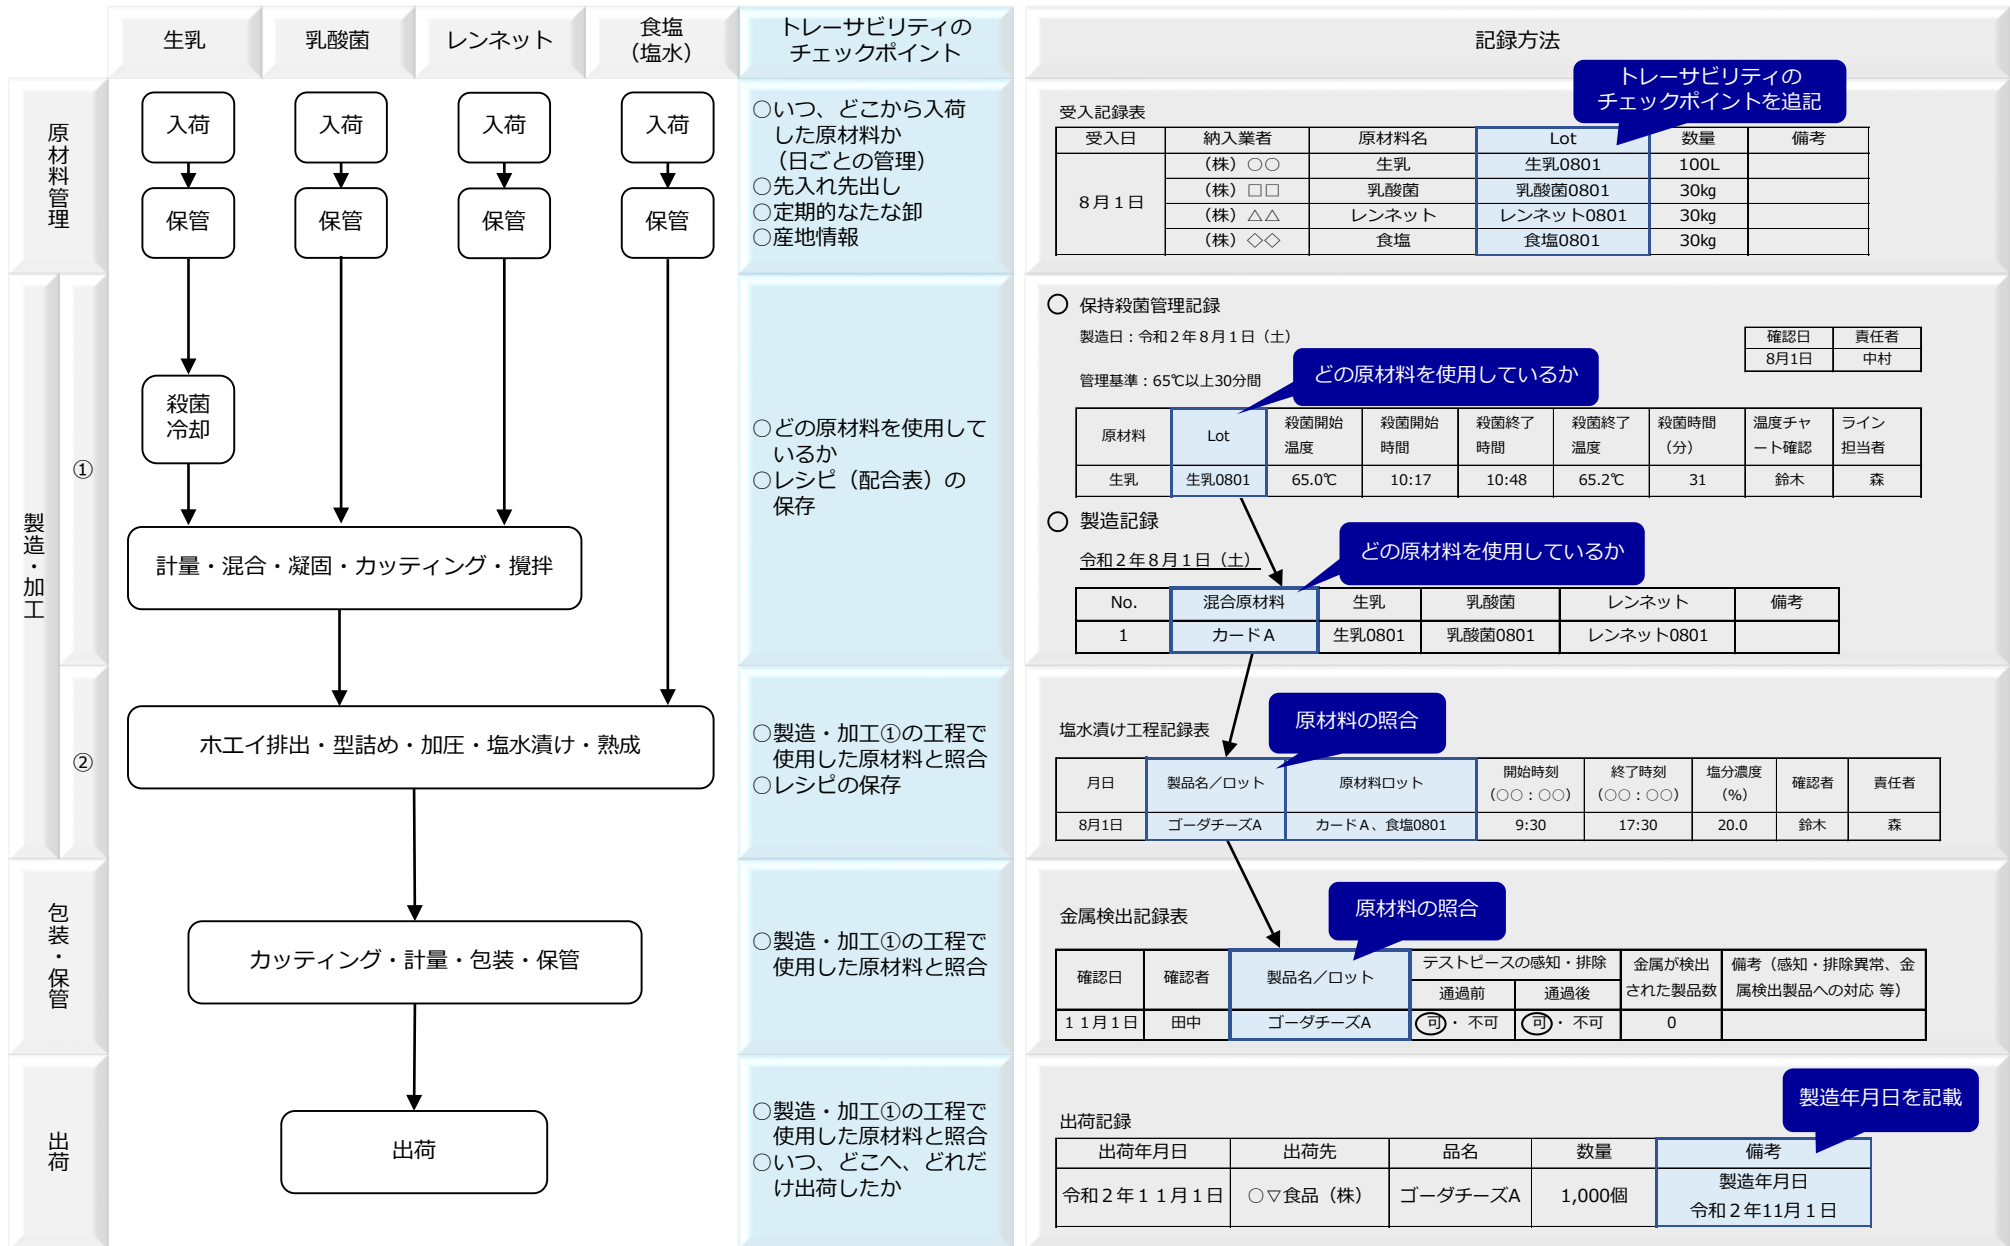 生乳
乳酸菌
レンネット
食塩
（塩水）
トレーサビリティの
チェックポイント
記録方法
原材料管理
入荷
入荷
入荷
入荷
保管
保管
保管
保管
○いつ、どこから入荷
した原材料か
（日ごとの管理）
○先入れ先出し
○定期的なたな卸
○産地情報
トレーサビリティの
チェックポイントを追記
受入記録表
受入日 納入業者 原材料名 Lot 数量 備考
８月１日
（株）○○ 生乳 生乳0801 100L
（株）□□ 乳酸菌 乳酸菌0801 30kg
（株）△△ レンネット レンネット0801 30kg
（株）◇◇ 食塩 食塩0801 30kg
製造・加工
①
殺菌
冷却
計量・混合・凝固・カッティング・攪拌
○どの原材料を使用して
いるか
○レシピ（配合表）の
保存
○ 保持殺菌管理記録
製造日：令和２年８月１日（土）
確認日 責任者
8月1日 中村
管理基準：65℃以上30分間
どの原材料を使用しているか
原材料 Lot 殺菌開始温度 殺菌開始時間 殺菌終了時間 殺菌終了温度 殺菌時間（分） 温度チャート確認 ライン担当者
生乳 生乳0801 65.0℃ 10:17 10:48 65.2℃ 31 鈴木 森
○ 製造記録
令和２年８月１日（土）
どの原材料を使用しているか
No. 混合原材料 生乳 乳酸菌 レンネット 備考
1 カードＡ 生乳0801 乳酸菌0801 レンネット0801
②
ホエイ排出・型詰め・加圧・塩水漬け・熟成
○製造・加工①の工程で
使用した原材料と照合
○レシピの保存
塩水漬け工程記録表
原材料の照合
月日 製品名／ロット 原材料ロット 開始時刻（○○：○○） 終了時刻（○○：○○） 塩分濃度（%） 確認者 責任者
8月1日 ゴーダチーズA カードＡ、食塩0801 9:30 17:30 20.0 鈴木 森
包装・保管
カッティング・計量・包装・保管
○製造・加工①の工程で
使用した原材料と照合
金属検出記録表
原材料の照合
確認日 確認者 製品名／ロット テストピースの感知・排除 金属が検出された製品数 備考（感知・排除異常、金属検出製品への対応 等）
通過前 通過後
１１月１日 田中 ゴーダチーズA 可・不可 可・不可 0
出荷
出荷
○製造・加工①の工程で
使用した原材料と照合
○いつ、どこへ、どれだ
け出荷したか
製造年月日を記載
出荷記録
出荷年月日 出荷先 品名 数量 備考
令和２年１１月１日 ○▽食品（株） ゴーダチーズA 1,000個 製造年月日
令和２年11月１日